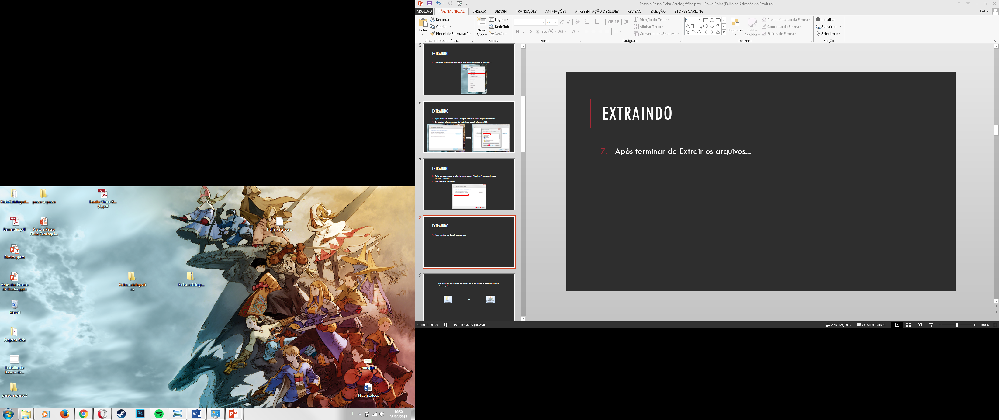 FichaCatalograf...
passo-a-passo
Danilo-Vieira-B...
(1).pdf
Bernardes.pdf
Passo a Passo
Ficha Catalográ...
Ficha_catalogr...
Direito.pptm
Gzuis dos Branco
de Drados.pptx
Ficha_catalografi
ca
Ficha_catalogr...
Marvel
Projetos Web
Trabalho de
Bancos de...
Jhon.pptx
passo-a-passo2
Nicolas.docx
Ps
PT
16:30
08/03/2017
Passo a Passo Ficha Catalográfica.pptx - PowerPoint (Falha na Ativação do Produto)
ARQUIVO PÁGINA INICIAL INSERIR DESIGN TRANSIÇÕES ANIMAÇÕES APRESENTAÇÃO DE SLIDES REVISÃO EXIBIÇÃO STORYBOARDING Entrar
Colar
Recortar
Copiar
Pincel de Formatação
Área de Transferência
Novo
Slide
Layout
Redefinir
Seção
Slides
22
N I S S abc AV Aa A
Fonte
Direção do Texto
Alinhar Texto
Converter em SmartArt
Parágrafo
Organizar
Estilos
Rápidos
Preenchimento da Forma
Contorno da Forma
Efeitos de Forma
Desenho
Localizar
Substituir
Selecionar
Edição
5
EXTRAINDO
Clique com o botão direito do mouse e em seguida clique em Extrair Tudo...
6
EXTRAINDO
Após clicar em Extrair Todos... Surgirá está tela, então clique em Procurar...
Em seguida clique em Área de Trabalho e depois clique em OK;
7
EXTRAINDO
Feito isso desmarque a caixinha com o campo "Mostrar Arquivos extraídos
quando concluído.
Depois clique em Extrair;
8
EXTRAINDO
Após terminar de Extrair os arquivos...
9
Ao terminar o processo de extrair os arquivos, será descompactado
dois arquivos.
e
EXTRAINDO
7. Após terminar de Extrair os arquivos...
SLIDE 8 DE 23 PORTUGUÊS (BRASIL) ANOTAÇÕES COMENTÁRIOS 100%